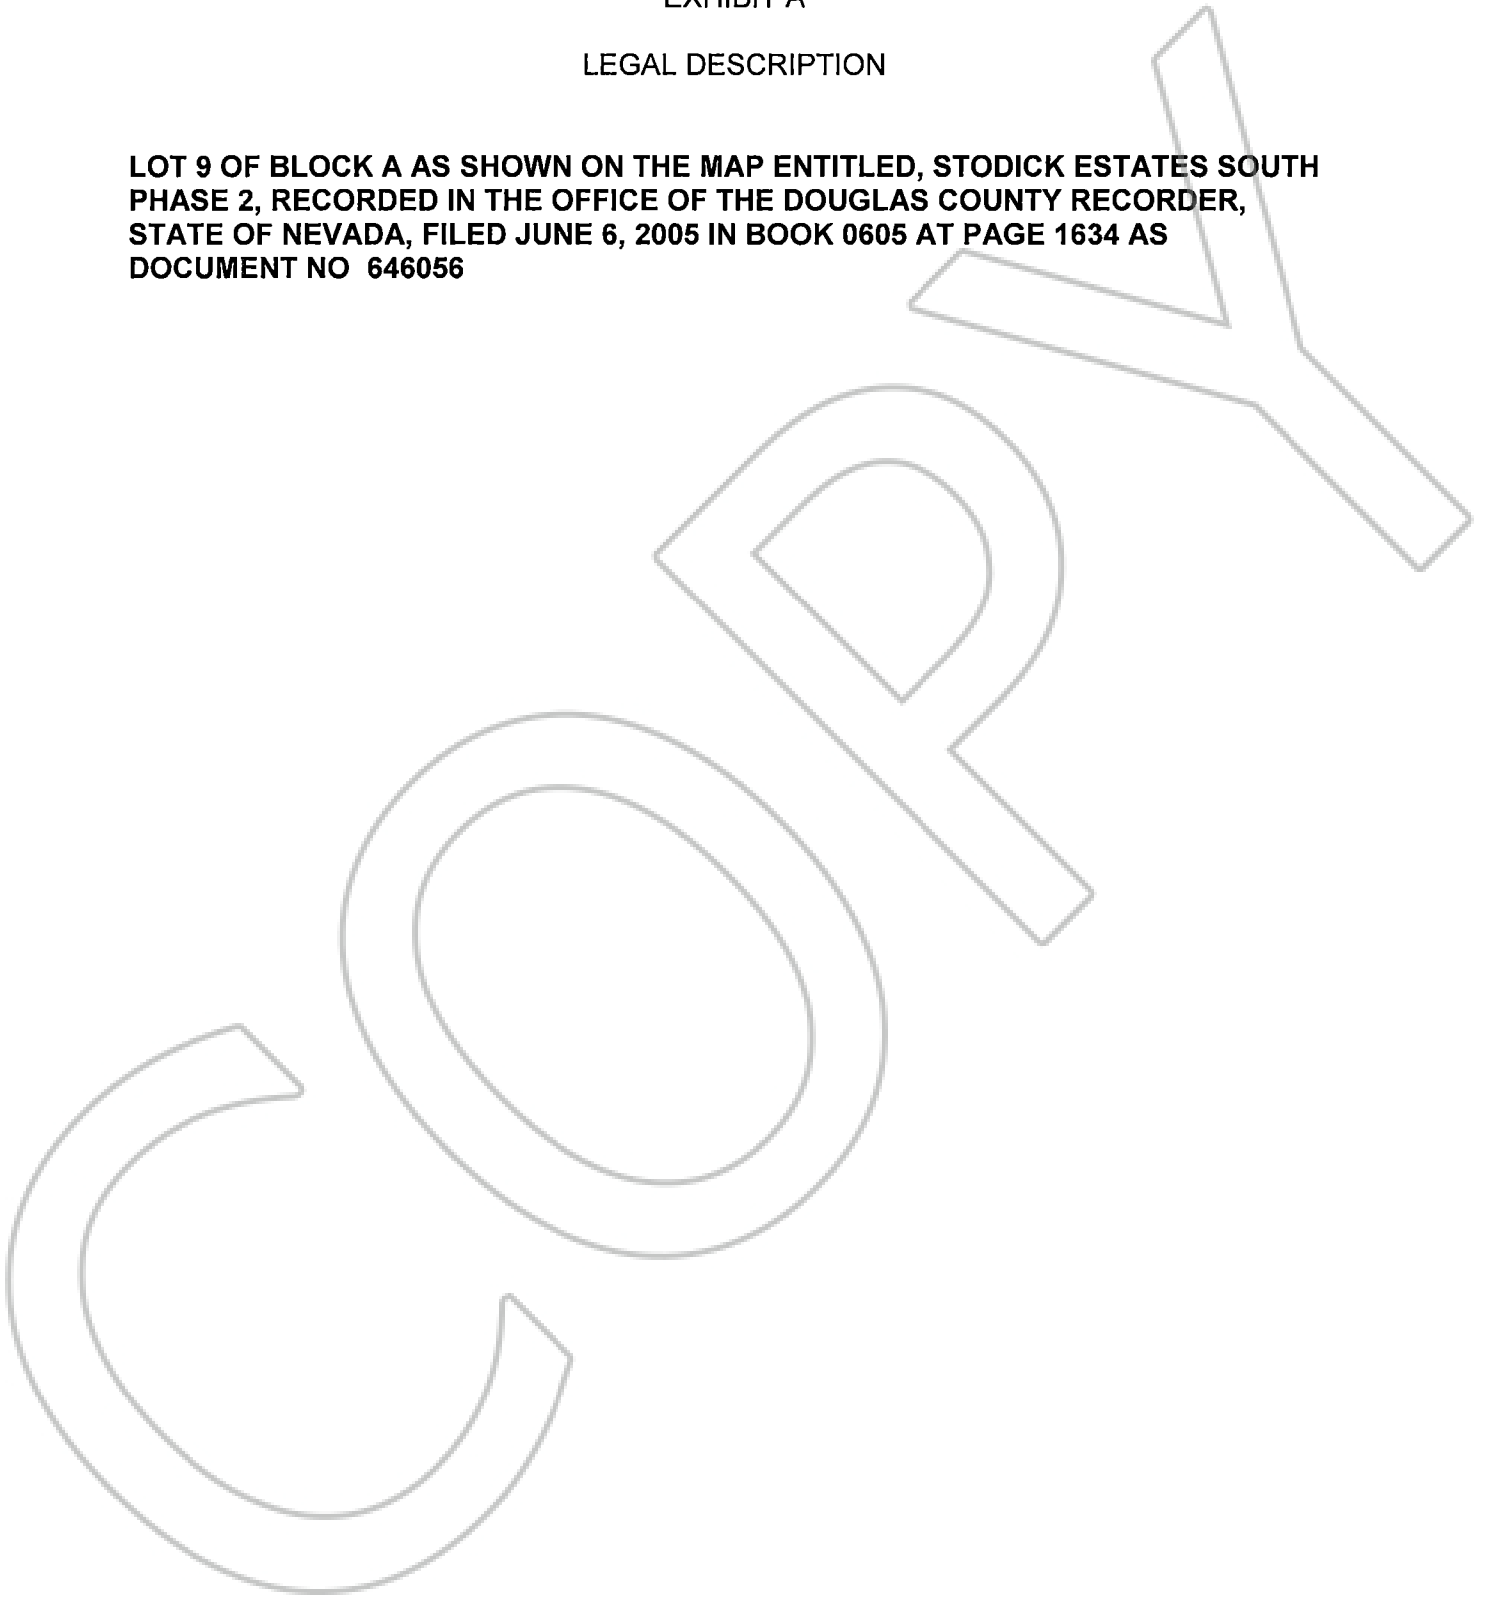 EXHIBIT A
LEGAL DESCRIPTION
LOT 9 OF BLOCK A AS SHOWN ON THE MAP ENTITLED, STODICK ESTATES SOUTH
PHASE 2, RECORDED IN THE OFFICE OF THE DOUGLAS COUNTY RECORDER,
STATE OF NEVADA, FILED JUNE 6, 2005 IN BOOK 0605 AT PAGE 1634 AS
DOCUMENT NO  646056
COPY